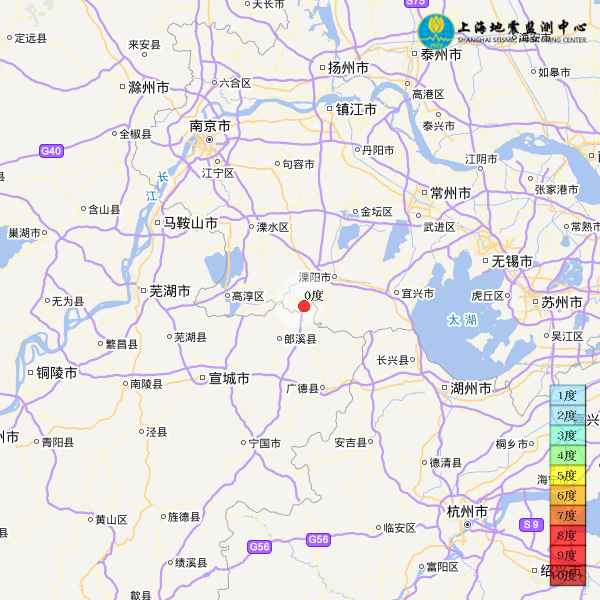 定远县
来安县
天长市
S75
上海地震监测中心
海安市
扬州市
泰州市
如皋市
滁州市
六合区
高港区
镇江市
泰兴市
S9
南京市
全椒县
G40
丹阳市
江阴市
句容市
江宁区
长
江
张家港市
常州市
含山县
金坛区
马鞍山市
溧水区
武进区
常熟市
巢湖市
无锡市
溧阳市
芜湖市
高淳区
0度
宜兴市
虎丘区
苏州市
无为县
太湖
芜湖县
郎溪县
吴江区
繁昌县
长兴县
铜陵市
宣城市
南陵县
广德县
湖州市
1度
2度
3度
4度
5度
6度
7度
8度
9度
10度+
泾县
州市
青阳县
宁国市
安吉县
桐乡市
德清县
杭州市
S 9
黄山区
旌德县
临安区
G56
G56
绩溪县
富阳区
绍兴市
歙县